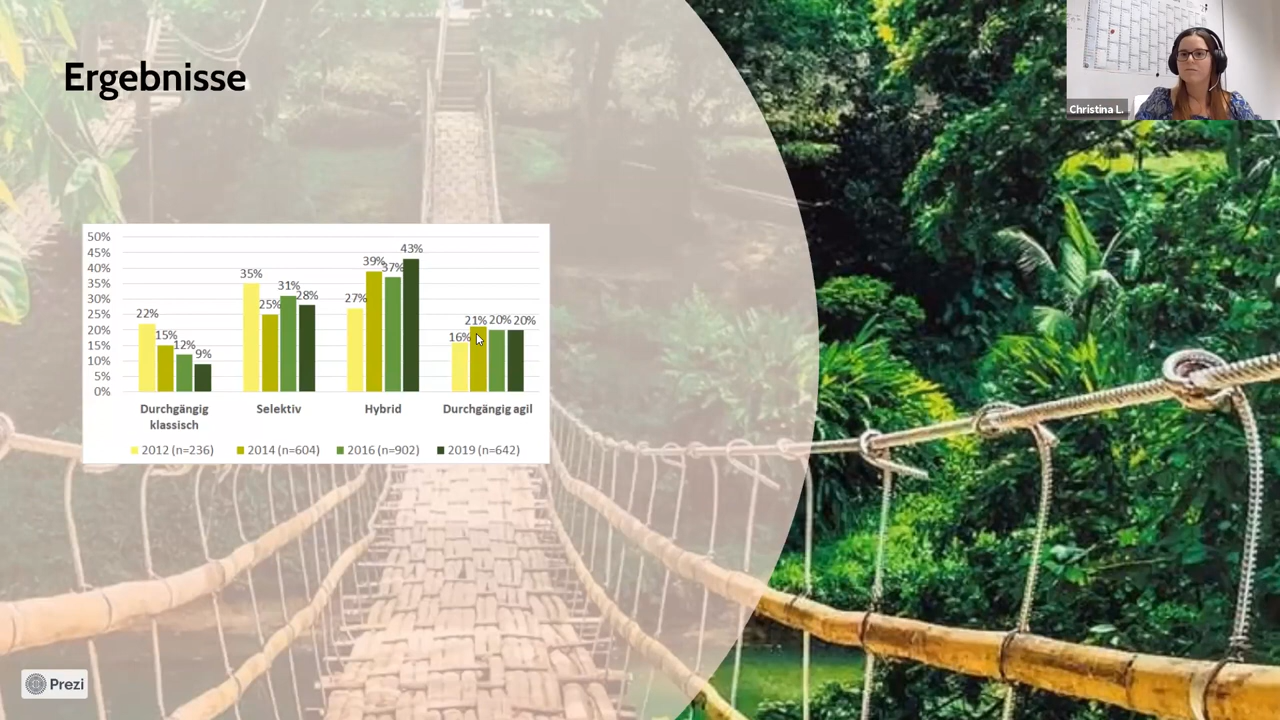 Ergebnisse
Christina L.
50%
45%
40%
35%
30%
25%
20%
15%
10%
5%
0%
22%
15%
12%
9%
35%
25%
31%
28%
27%
39%
37%
43%
16%
21%
20%
20%
Durchgängig klassisch
Selektiv
Hybrid
Durchgängig agil
2012 (n=236)
2014 (n=604)
2016 (n=902)
2019 (n=642)
Prezi